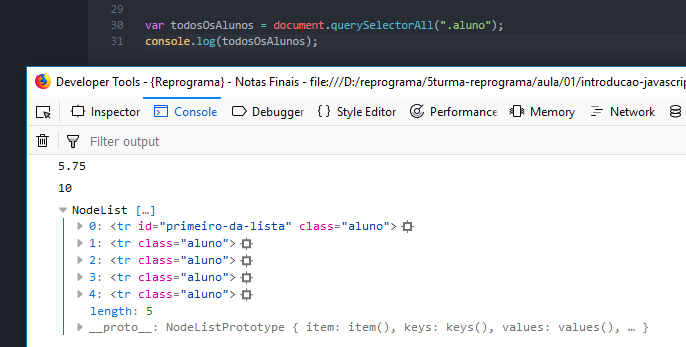 29
30 var todosOsAlunos = document.querySelectorAll(".aluno");
31 console.log(todosOsAlunos);
Developer Tools - {Reprograma} - Notas Finais - file:///D:/reprograma/5turma-reprograma/aula/01/introducao-javascrip
Inspector Console Debugger {} Style Editor Performance Memory Network
Filter output
5.75
10
NodeList […]
0: <tr id="primeiro-da-lista" class="aluno">
1: <tr class="aluno">
2: <tr class="aluno">
3: <tr class="aluno">
4: <tr class="aluno">
length: 5
__proto__: NodeListPrototype { item: item(), keys: keys(), values: values(), … }